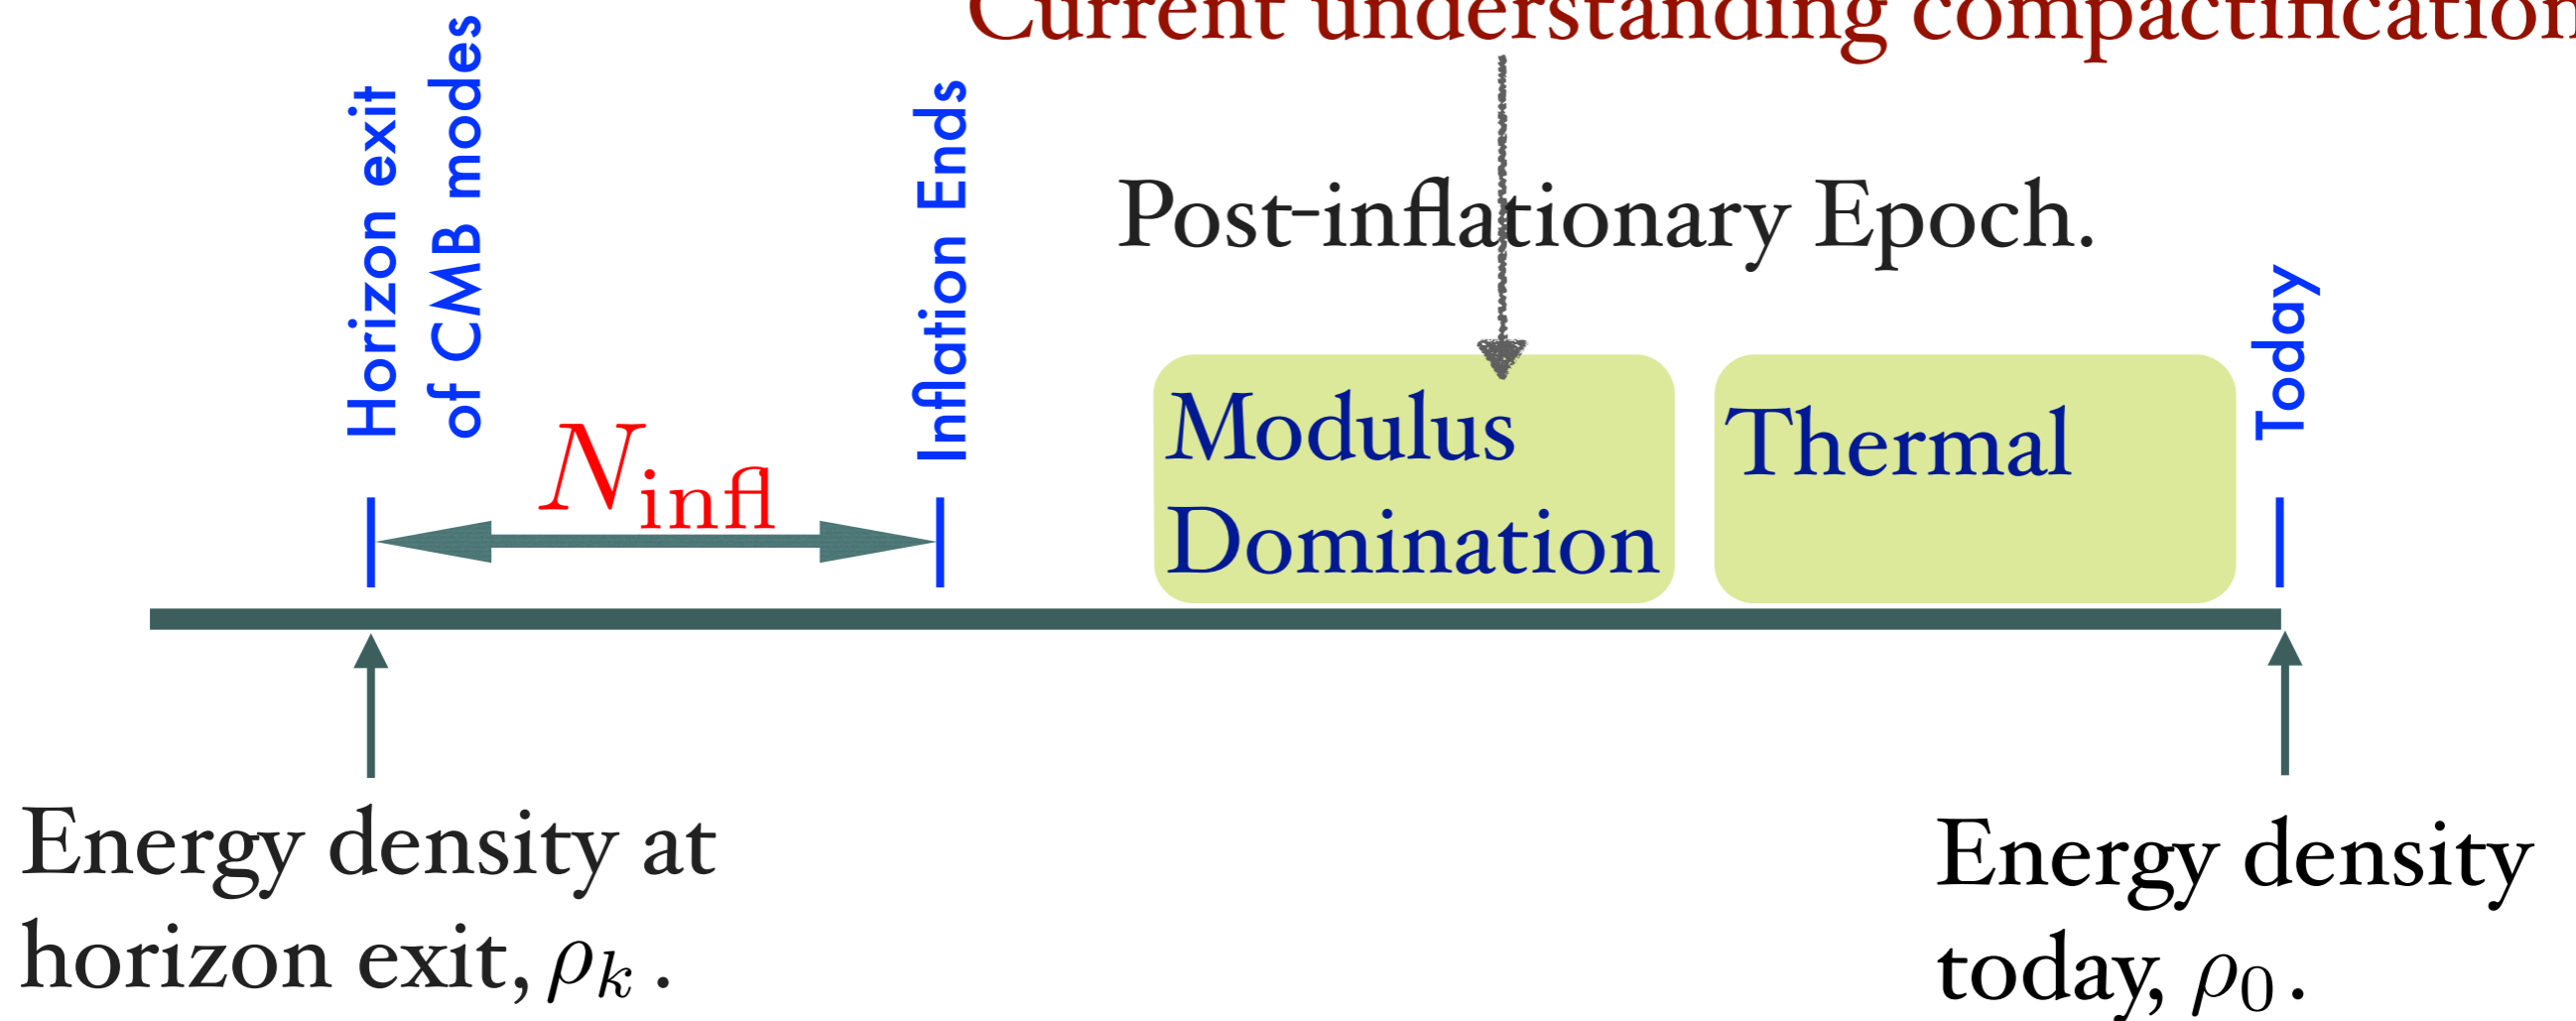 Current understanding compactification
Horizon exit
of CMB modes
Inflation Ends
Post-inflationary Epoch.
Today
N_infl
Modulus
Domination
Thermal
Energy density at
horizon exit, ρ_k .
Energy density
today, ρ_0 .